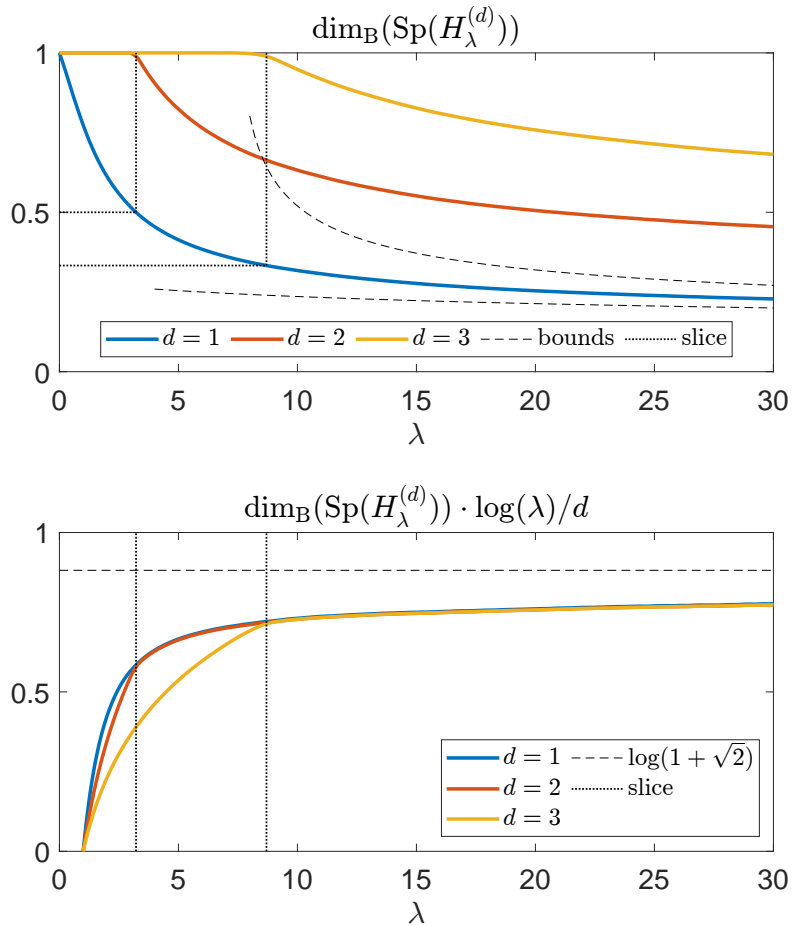 dim_B(Sp(H_λ^{(d)}))
1
0.5
0
d = 1 d = 2 d = 3 bounds slice
0 5 10 15 20 25 30
λ
dim_B(Sp(H_λ^{(d)})) · log(λ)/d
1
0.5
0
d = 1 log(1 + √2)
d = 2 slice
d = 3
0 5 10 15 20 25 30
λ